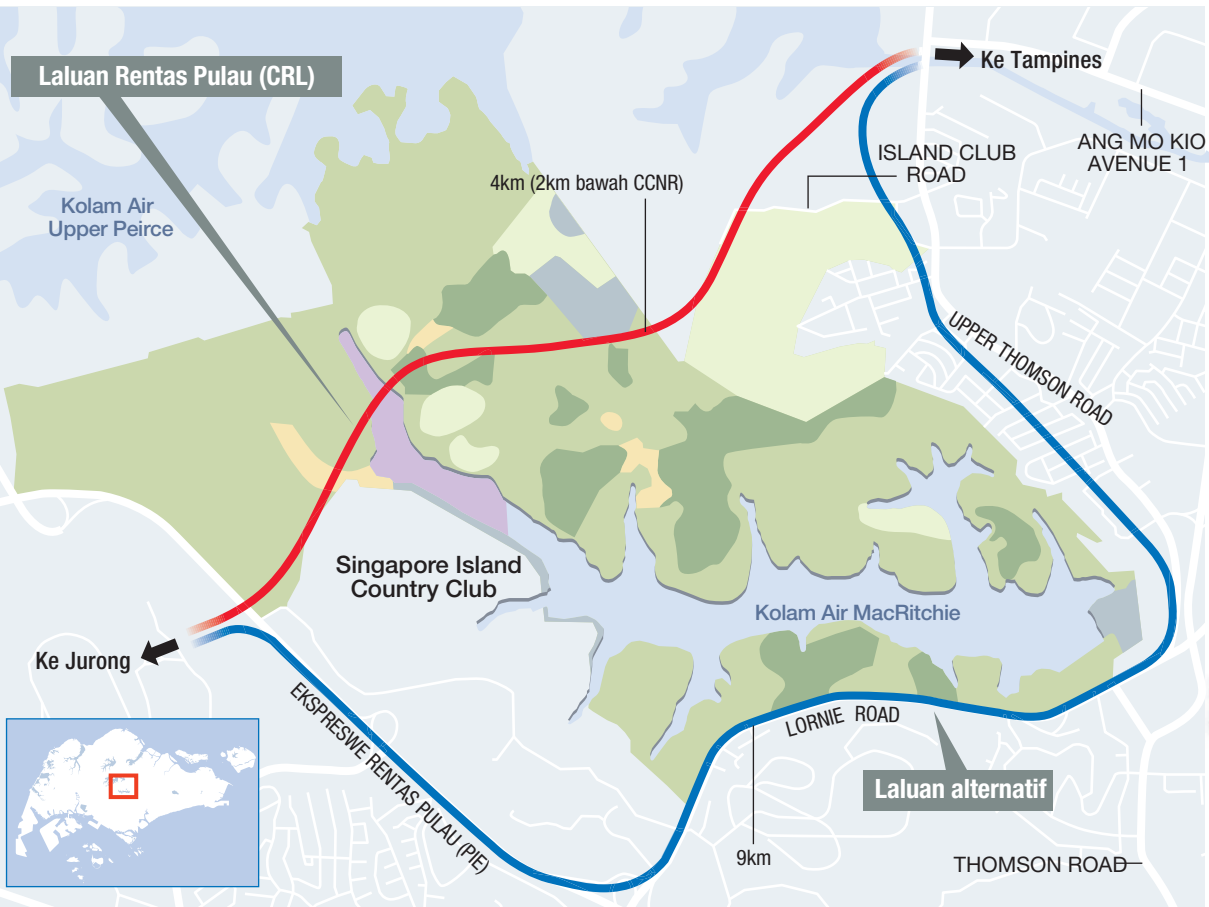 Laluan Rentas Pulau (CRL)
Ke Tampines
ANG MO KIO
AVENUE 1
ISLAND CLUB
ROAD
4km (2km bawah CCNR)
Kolam Air
Upper Peirce
UPPER THOMSON ROAD
Singapore Island
Country Club
Kolam Air MacRitchie
Ke Jurong
EKSPRESWE RENTAS PULAU (PIE)
LORNIE ROAD
Laluan alternatif
9km
THOMSON ROAD